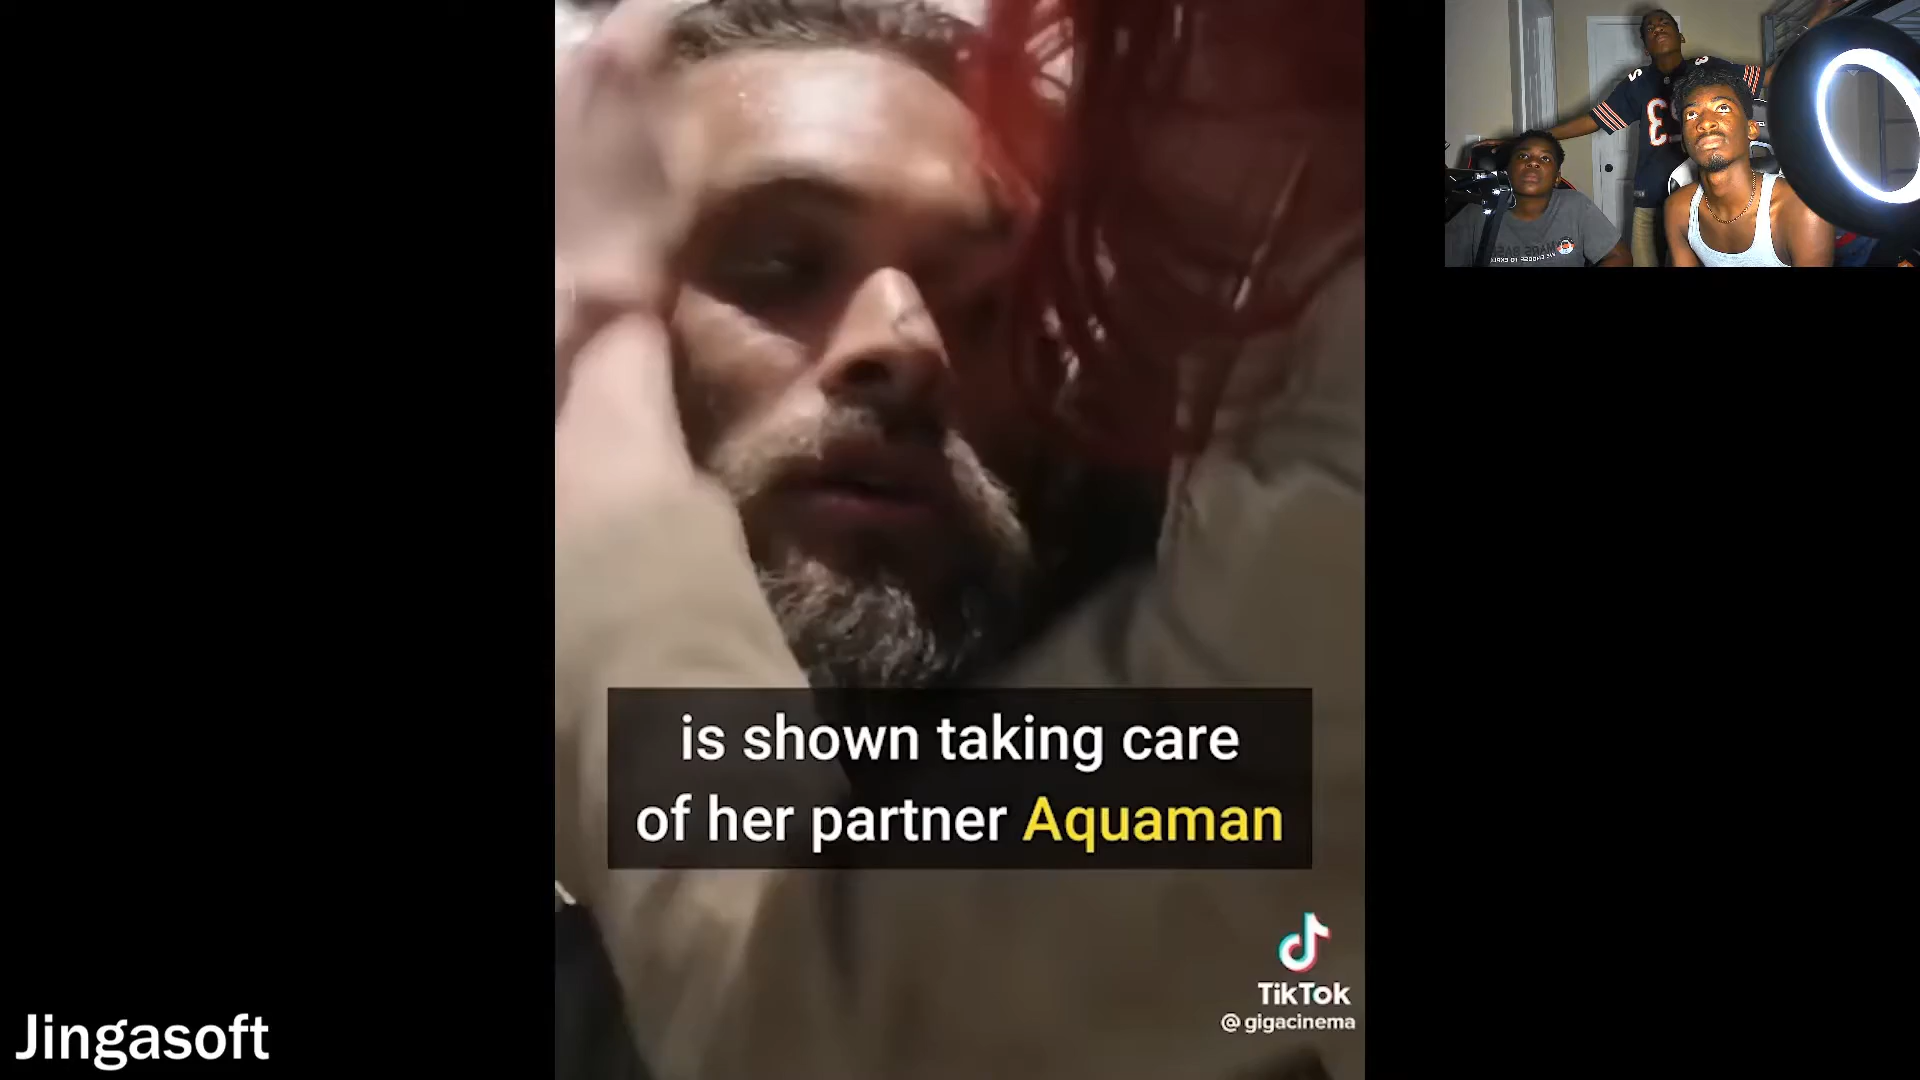 is shown taking care
of her partner Aquaman
TikTok
@gigacinema
Jingasoft